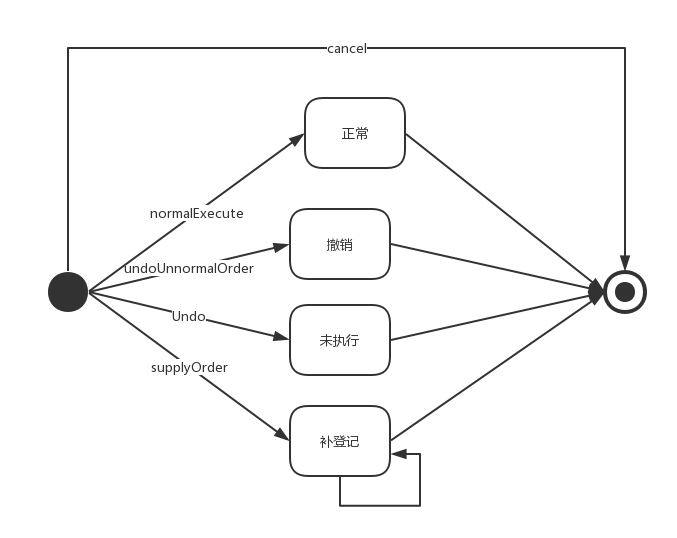 cancel
正常
normalExecute
撤销
undoUnnormalOrder
Undo
未执行
supplyOrder
补登记